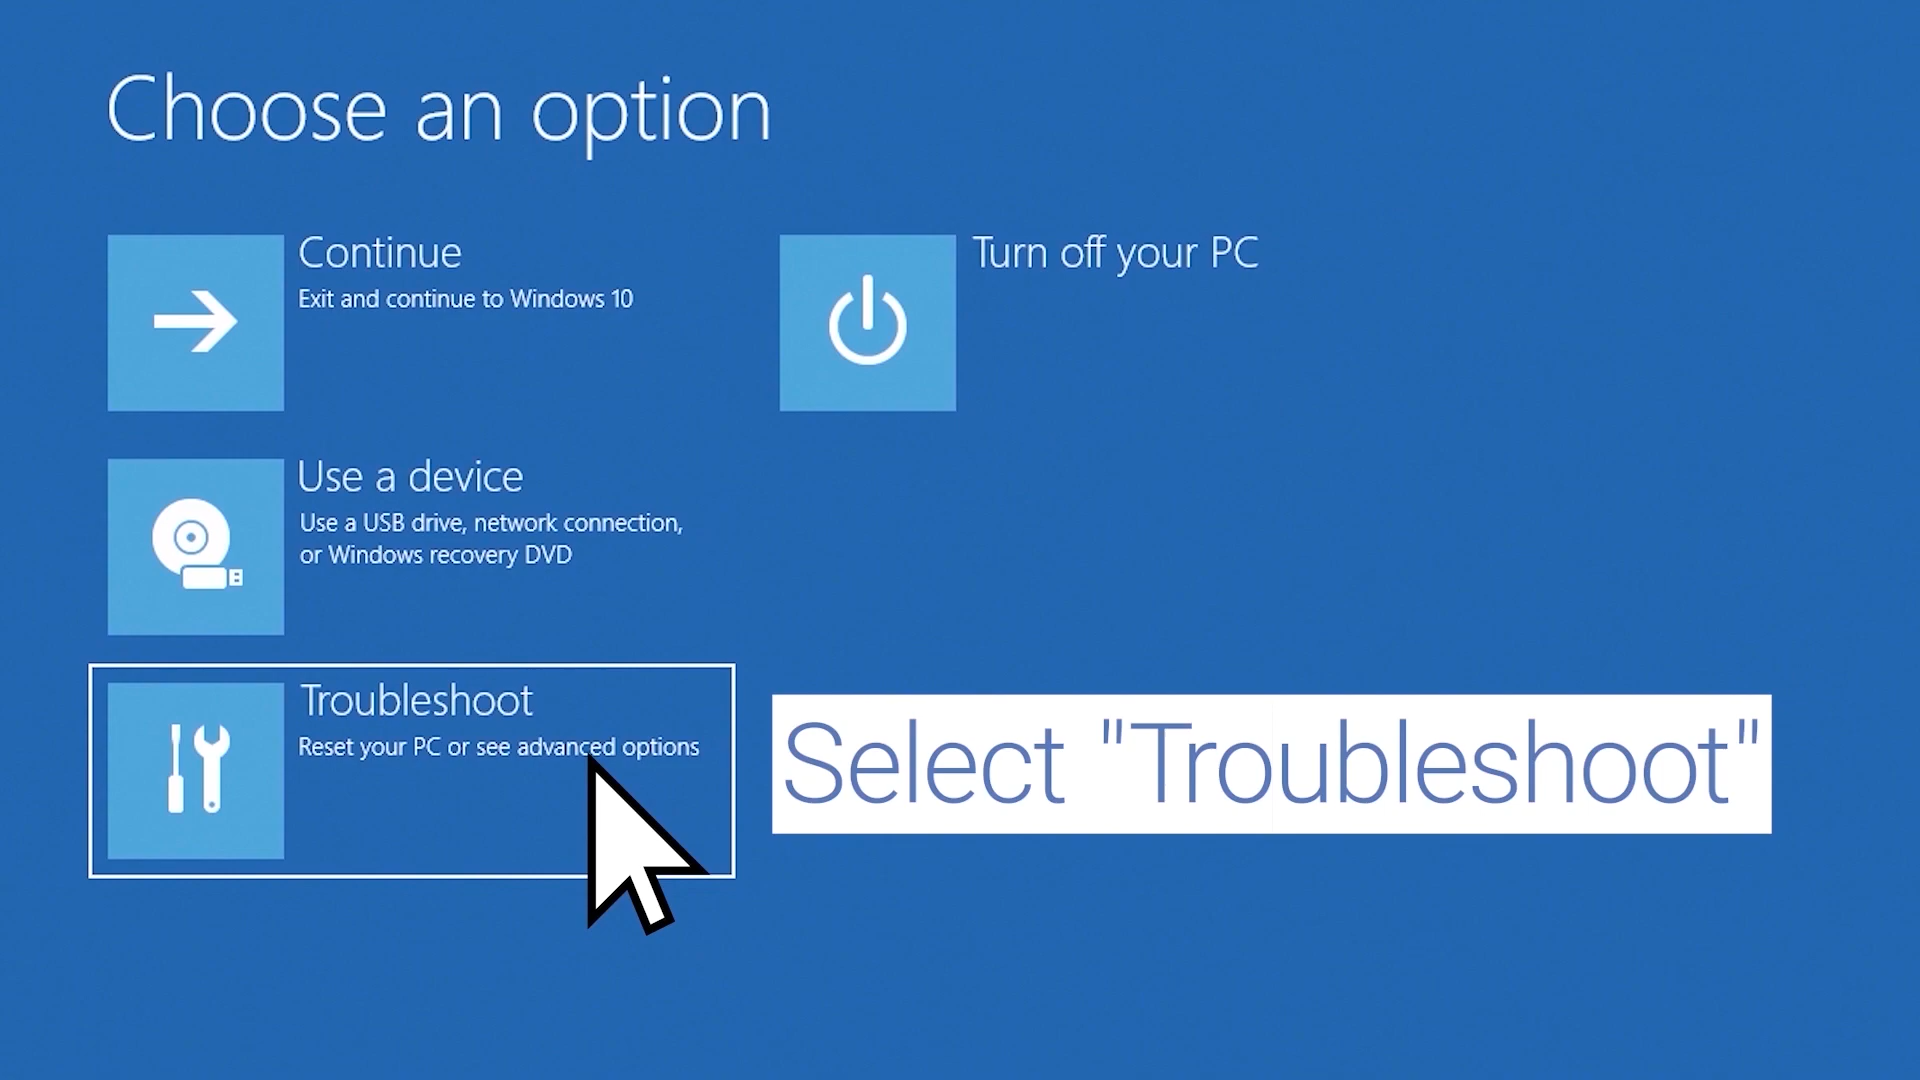 Choose an option
Continue
Exit and continue to Windows 10
Turn off your PC
Use a device
Use a USB drive, network connection,
or Windows recovery DVD
Troubleshoot
Reset your PC or see advanced options
Select "Troubleshoot"